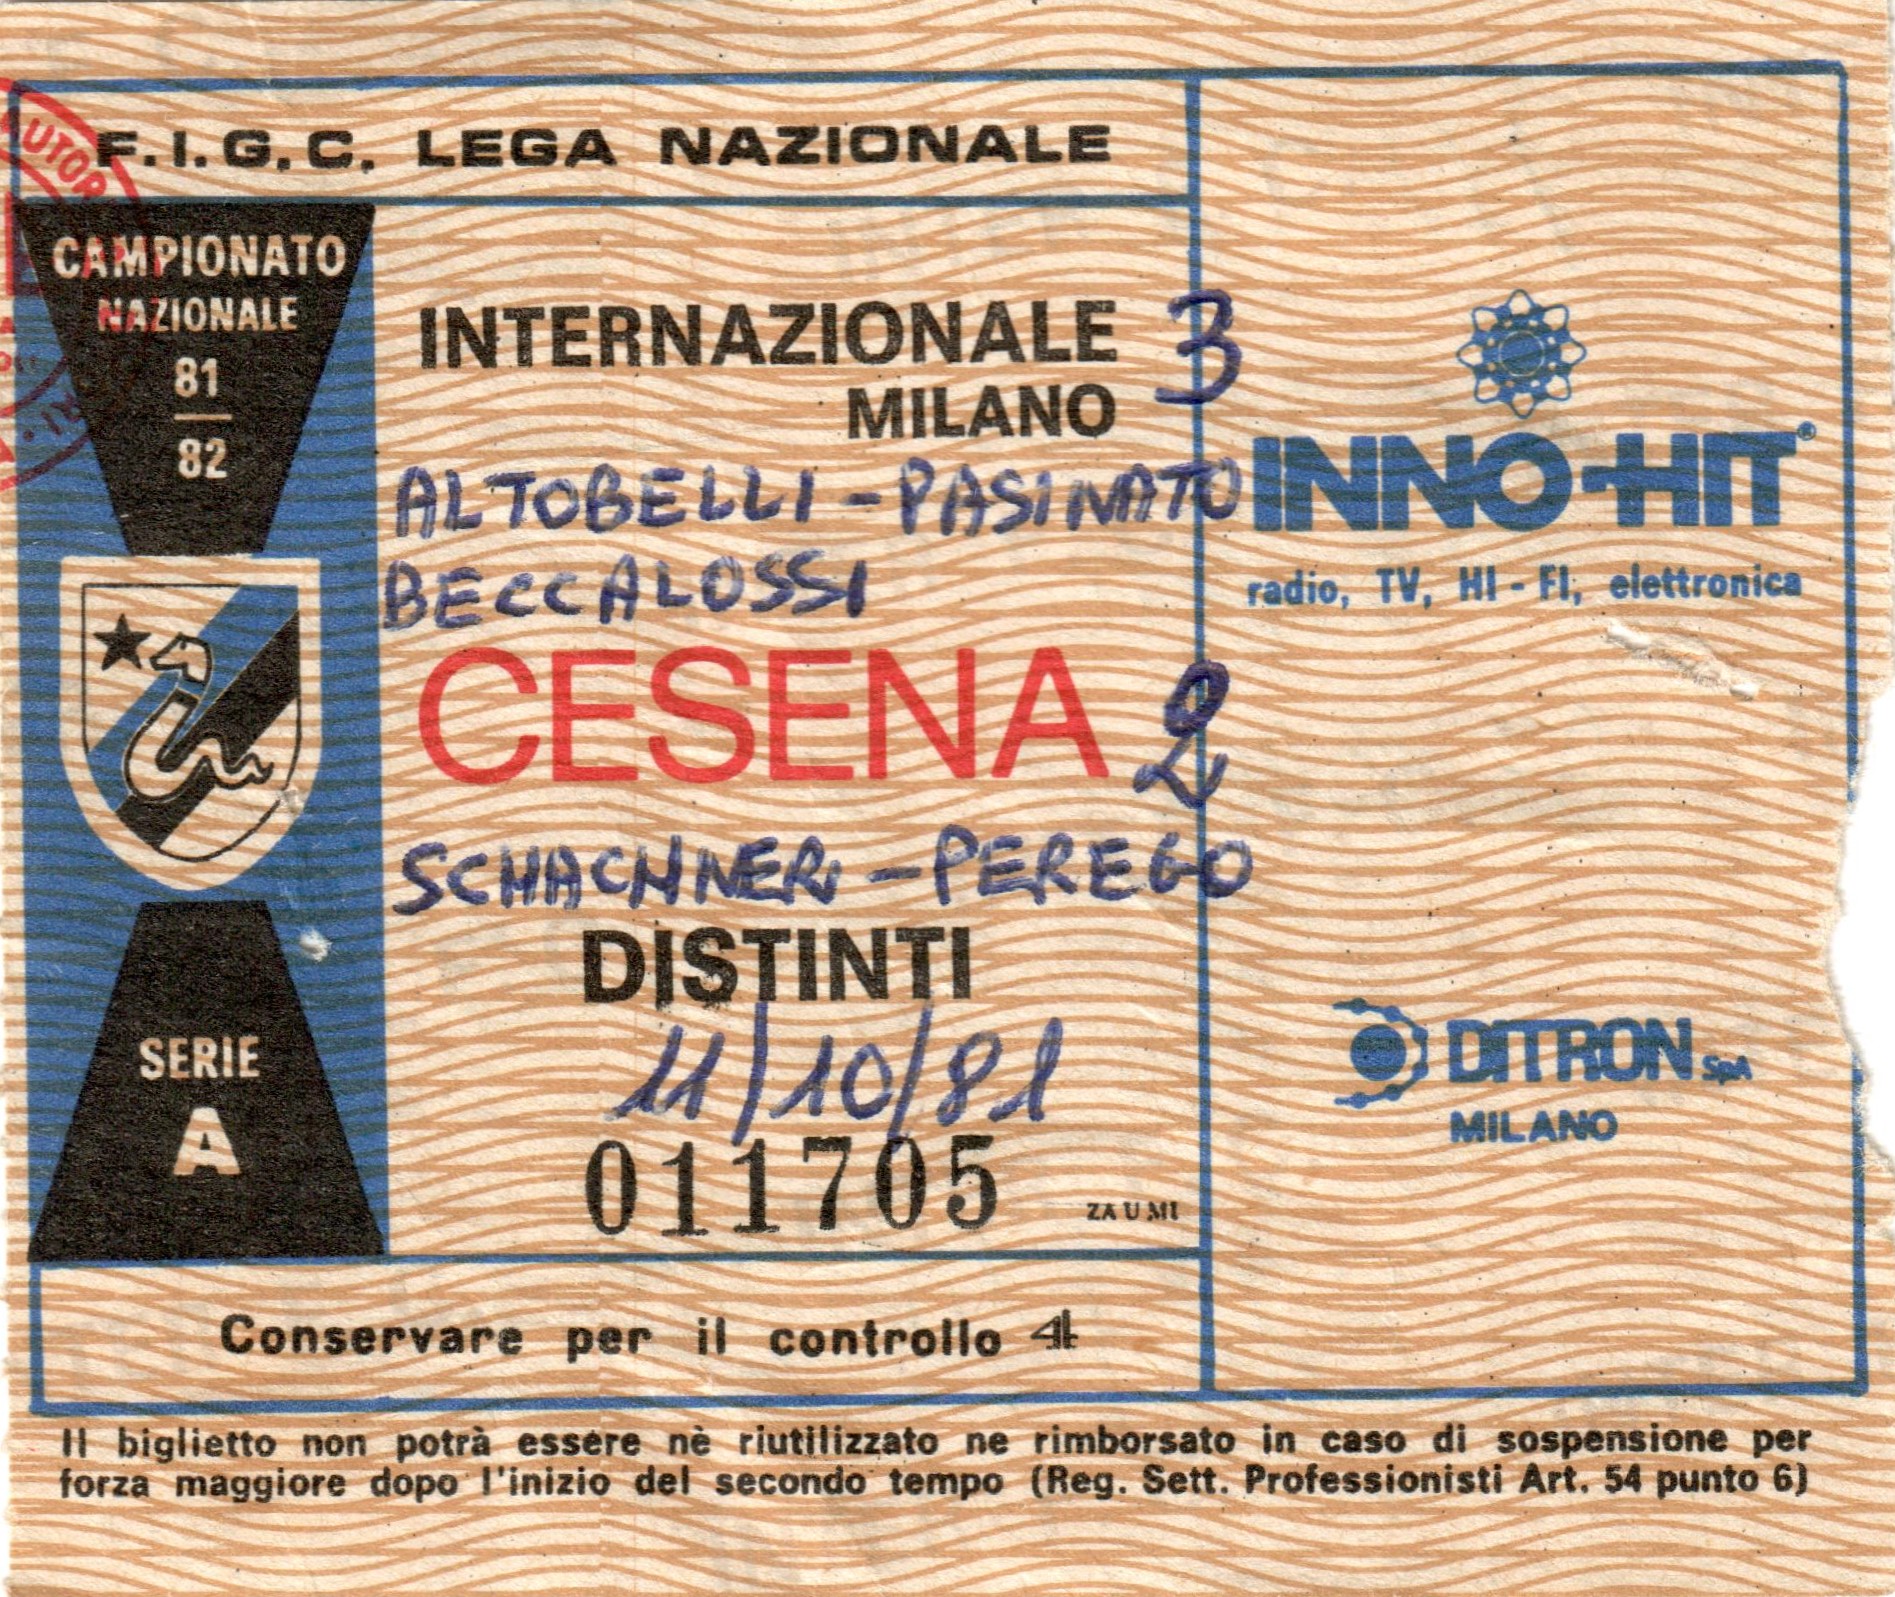 F.I.G.C. LEGA NAZIONALE
CAMPIONATO
NAZIONALE
81
82
SERIE
A
INTERNAZIONALE 3
MILANO
ALTOBELLI - PASINATO
BECCALOSSI
CESENA 2
SCHACHNER - PEREGO
DISTINTI
11/10/81
011705
ZA U MI
Conservare per il controllo 4
INNO-HIT®
radio, TV, HI - FI, elettronica
DITRON SpA
MILANO
Il biglietto non potrà essere nè riutilizzato ne rimborsato in caso di sospensione per
forza maggiore dopo l'inizio del secondo tempo (Reg. Sett. Professionisti Art. 54 punto 6)